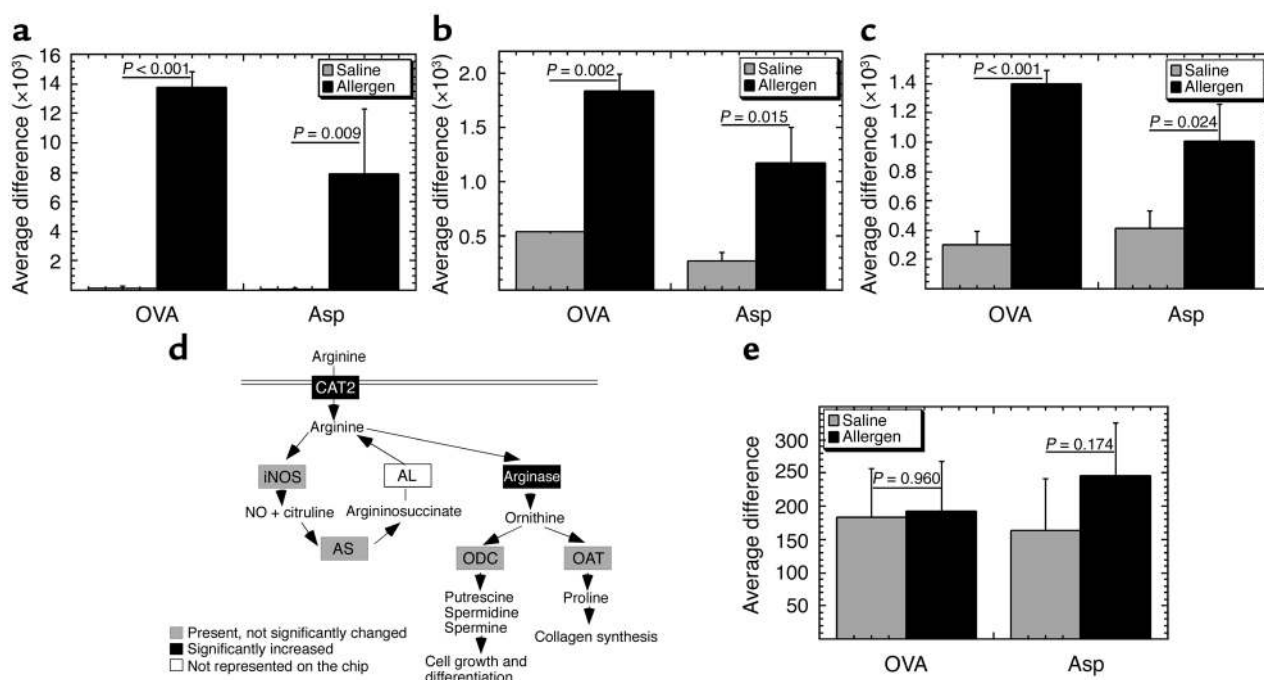 a
Average difference (×10³)
16
14
12
10
8
6
4
2
P < 0.001
P = 0.009
Saline
Allergen
OVA
Asp
b
Average difference (×10³)
2.0
1.5
1.0
0.5
P = 0.002
P = 0.015
Saline
Allergen
OVA
Asp
c
Average difference (×10³)
1.4
1.2
1.0
0.8
0.6
0.4
0.2
P <0.001
P = 0.024
Saline
Allergen
OVA
Asp
d
Arginine
CAT2
Arginine
iNOS
AL
Arginase
NO + citruline
Argininosuccinate
Ornithine
AS
ODC
OAT
Putrescine
Spermidine
Spermine
Proline
Collagen synthesis
Cell growth and
differentiation
Present, not significantly changed
Significantly increased
Not represented on the chip
e
Average difference
300
250
200
150
100
50
Saline
Allergen
P = 0.960
P = 0.174
OVA
Asp